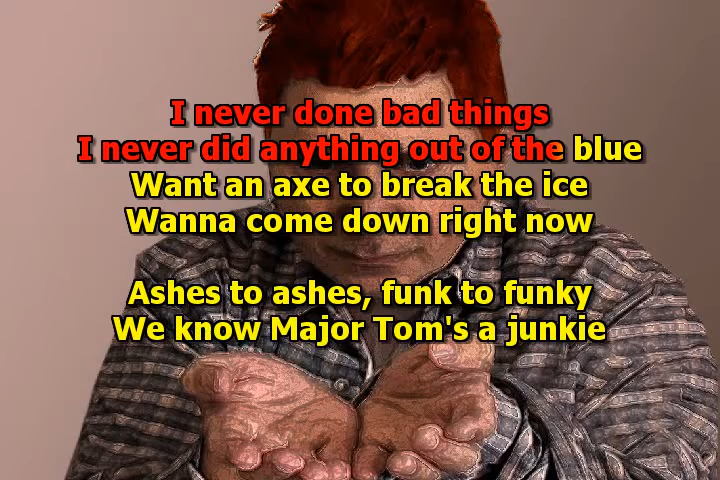 I never done bad things
I never did anything out of the blue
Want an axe to break the ice
Wanna come down right now
Ashes to ashes, funk to funky
We know Major Tom's a junkie